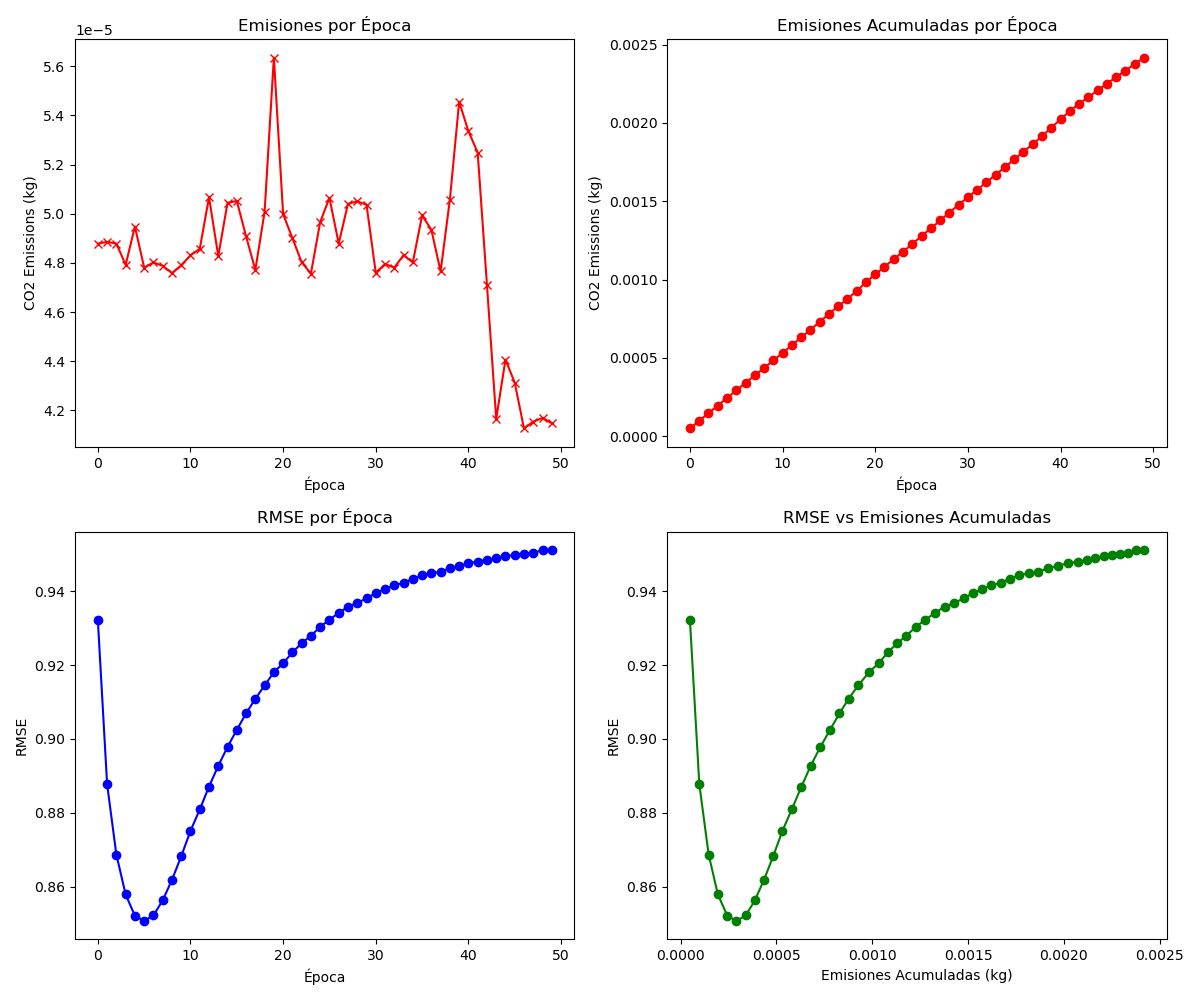 Emisiones por Época
1e−5
5.6
5.4
5.2
5.0
4.8
4.6
4.4
4.2
CO2 Emissions (kg)
0 10 20 30 40 50
Época
Emisiones Acumuladas por Época
0.0025
0.0020
0.0015
0.0010
0.0005
0.0000
CO2 Emissions (kg)
0 10 20 30 40 50
Época
RMSE por Época
0.94
0.92
0.90
0.88
0.86
RMSE
0 10 20 30 40 50
Época
RMSE vs Emisiones Acumuladas
0.94
0.92
0.90
0.88
0.86
RMSE
0.0000 0.0005 0.0010 0.0015 0.0020 0.0025
Emisiones Acumuladas (kg)